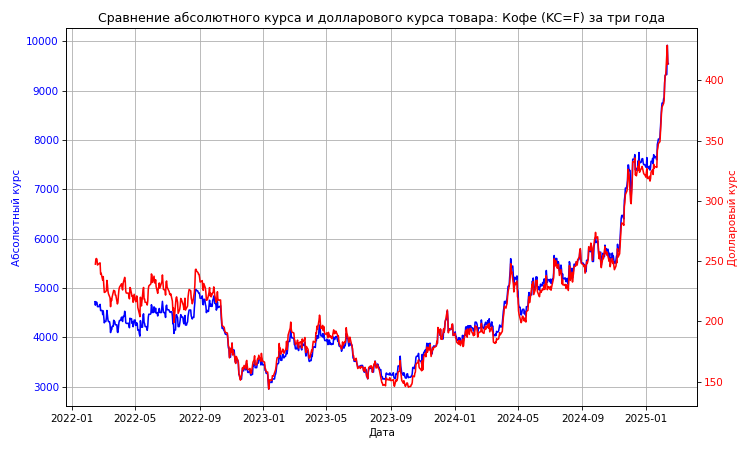 Сравнение абсолютного курса и долларового курса товара: Кофе (KC=F) за три года
10000
9000
8000
7000
6000
5000
4000
3000
Абсолютный курс
400
350
300
250
200
150
Долларовый курс
2022-01 2022-05 2022-09 2023-01 2023-05 2023-09 2024-01 2024-05 2024-09 2025-01
Дата